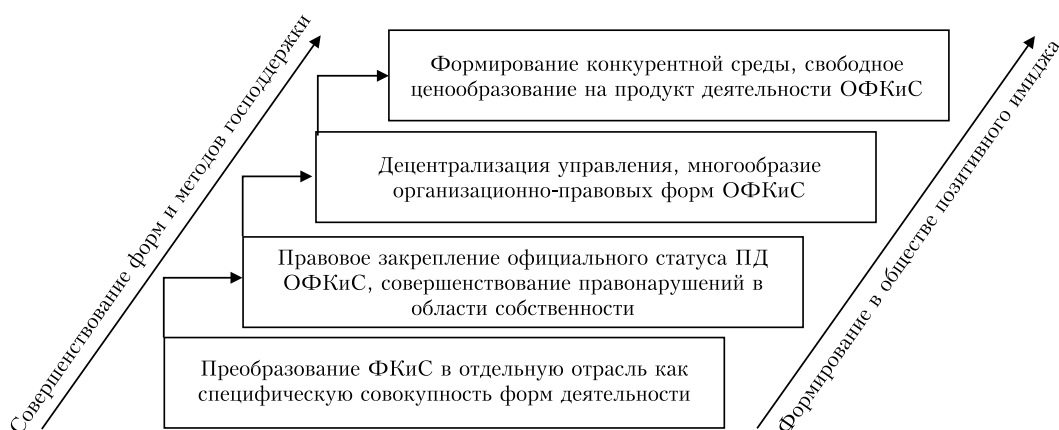 Совершенствование форм и методов господдержки
Формирование конкурентной среды, свободное
ценообразование на продукт деятельности ОФКиС
Децентрализация управления, многообразие
организационно-правовых форм ОФКиС
Правовое закрепление официального статуса ПД
ОФКиС, совершенствование правонарушений в
области собственности
Преобразование ФКиС в отдельную отрасль как
специфическую совокупность форм деятельности
Формирование в обществе позитивного имиджа